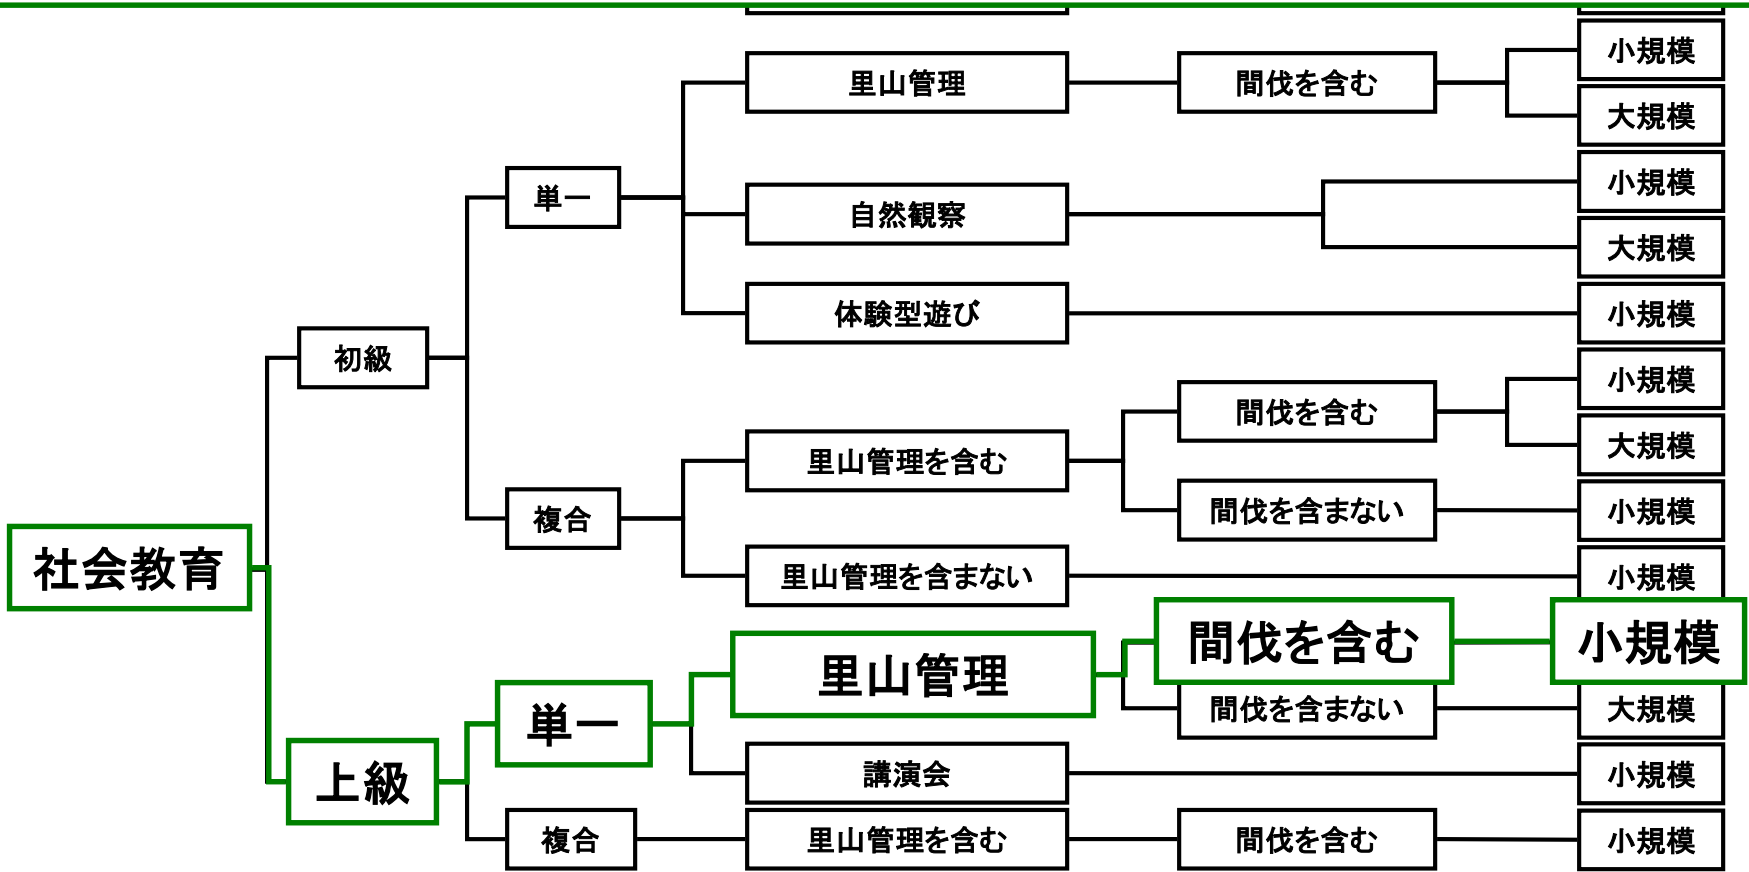 小規模
里山管理
間伐を含む
大規模
小規模
単一
自然観察
大規模
体験型遊び
小規模
初級
小規模
間伐を含む
大規模
里山管理を含む
間伐を含まない
小規模
複合
社会教育
里山管理を含まない
小規模
間伐を含む
小規模
里山管理
単一
間伐を含まない
大規模
上級
講演会
小規模
複合
里山管理を含む
間伐を含む
小規模